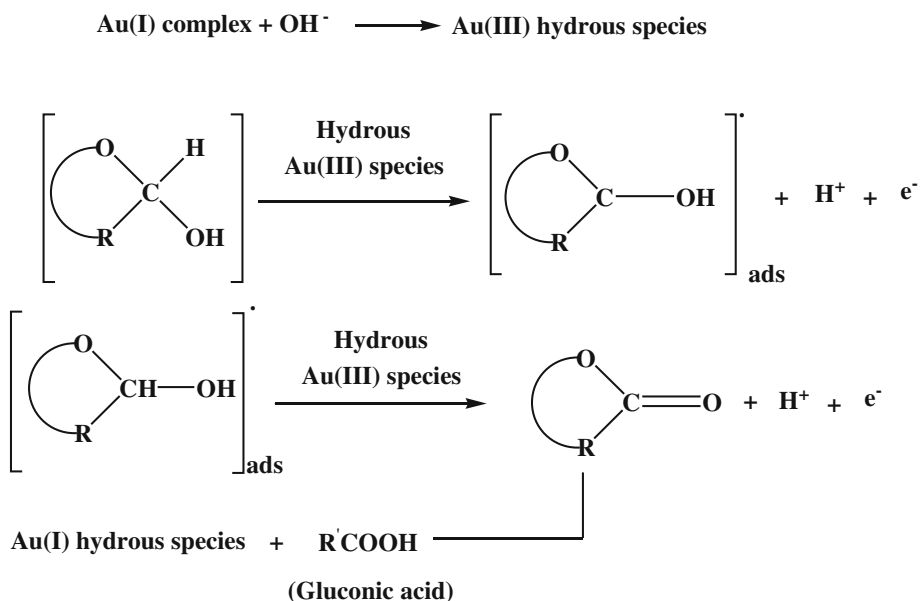 Au(I) complex + OH⁻ ⟶ Au(III) hydrous species
O H C R OH
Hydrous
Au(III) species
O C OH R
• ads
+ H⁺ + e⁻
O CH OH R
• ads
Hydrous
Au(III) species
O C O R
+ H⁺ + e⁻
Au(I) hydrous species + R'COOH
(Gluconic acid)